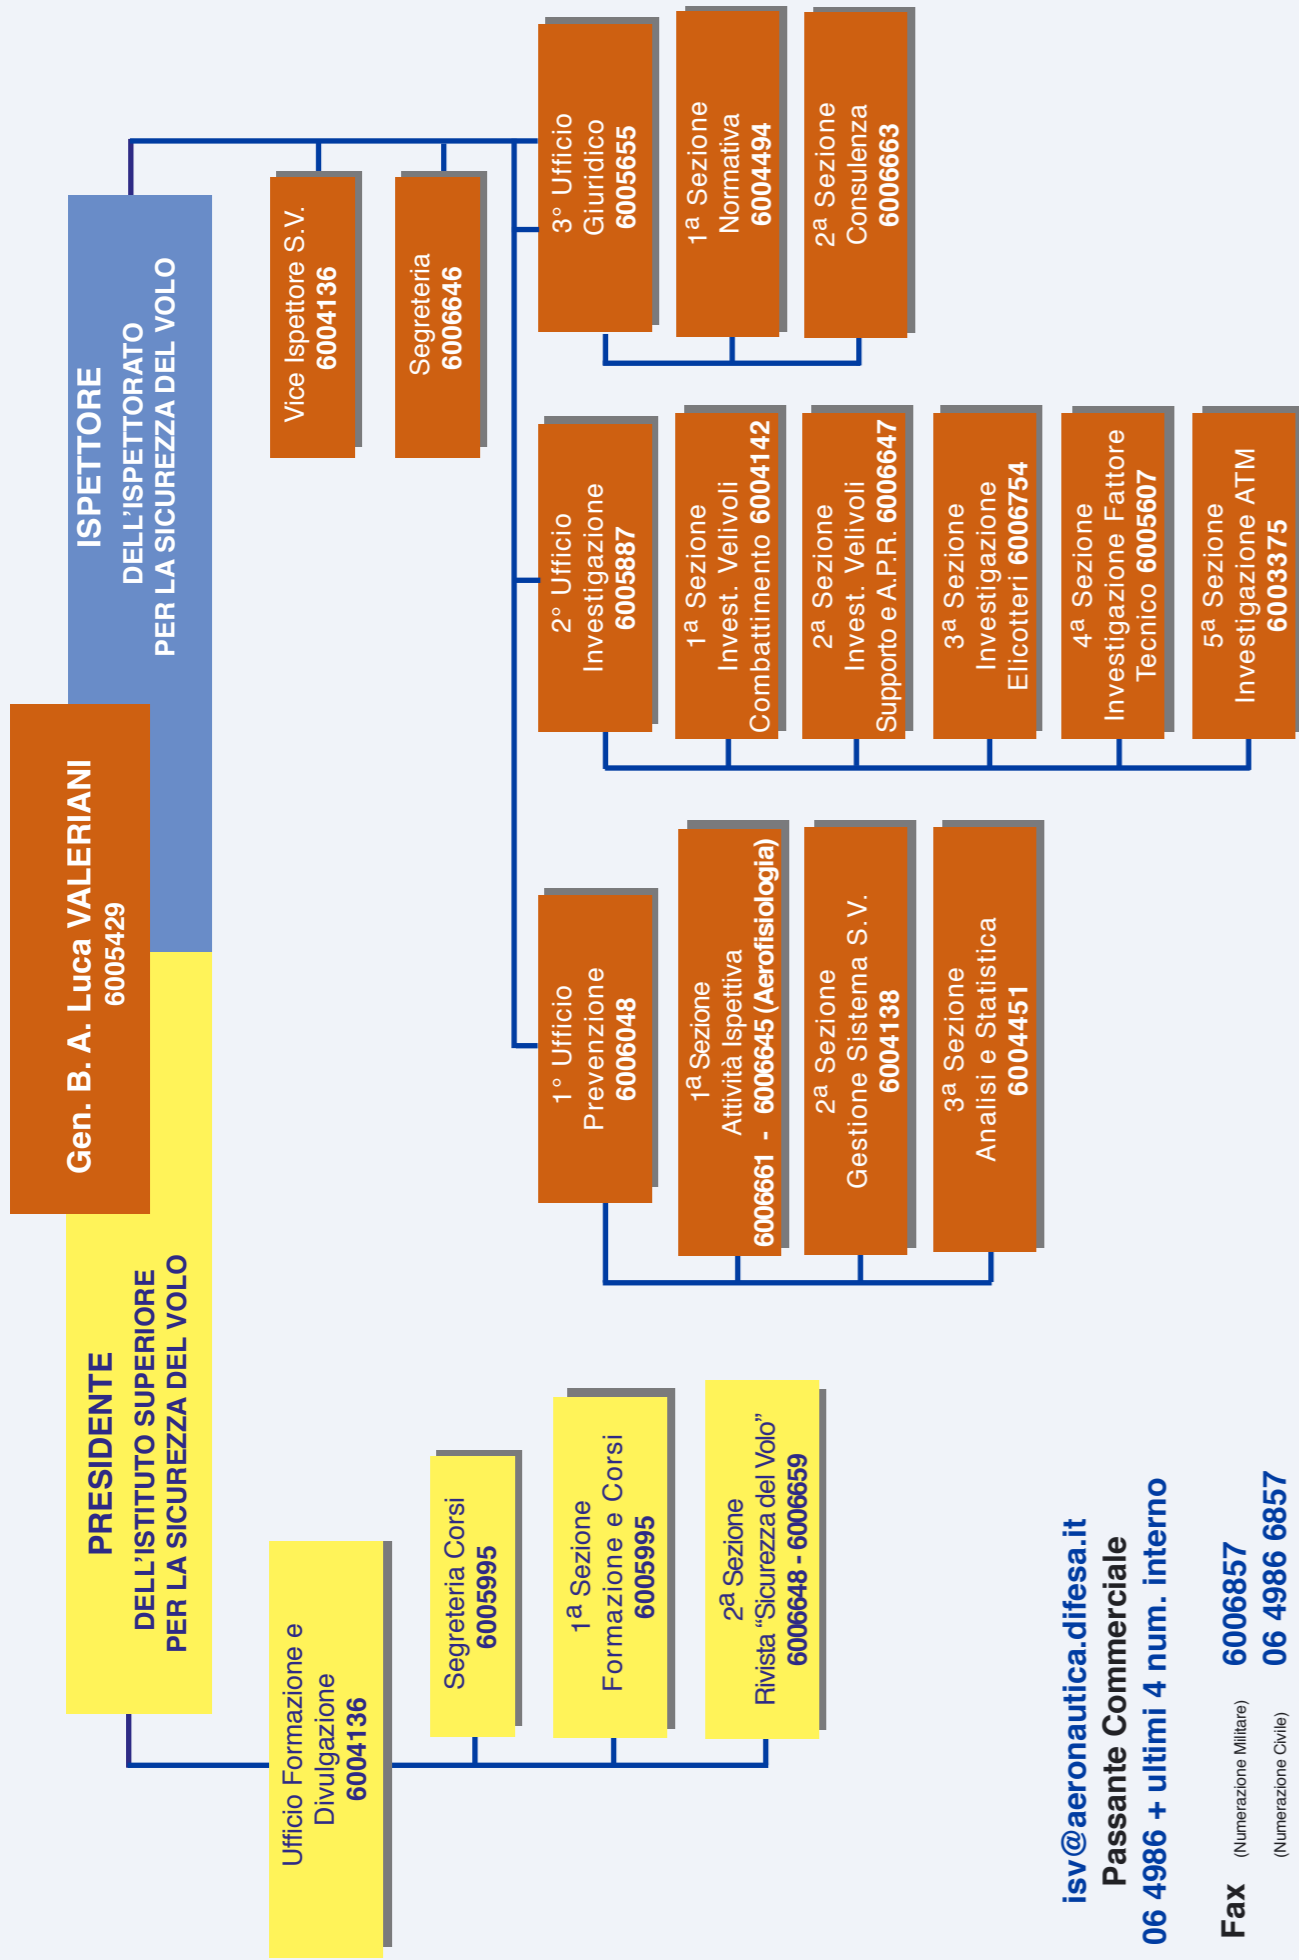 Gen. B. A. Luca VALERIANI
6005429
PRESIDENTE
DELL'ISTITUTO SUPERIORE
PER LA SICUREZZA DEL VOLO
ISPETTORE
DELL'ISPETTORATO
PER LA SICUREZZA DEL VOLO
Ufficio Formazione e
Divulgazione
6004136
Segreteria Corsi
6005995
1ª Sezione
Formazione e Corsi
6005995
2ª Sezione
Rivista “Sicurezza del Volo”
6006648 - 6006659
Vice Ispettore S.V.
6004136
Segreteria
6006646
1° Ufficio
Prevenzione
6006048
1ª Sezione
Attività Ispettiva
6006661 - 6006645 (Aerofisiologia)
2ª Sezione
Gestione Sistema S.V.
6004138
3ª Sezione
Analisi e Statistica
6004451
2° Ufficio
Investigazione
6005887
1ª Sezione
Invest. Velivoli
Combattimento 6004142
2ª Sezione
Invest. Velivoli
Supporto e A.P.R. 6006647
3ª Sezione
Investigazione
Elicotteri 6006754
4ª Sezione
Investigazione Fattore
Tecnico 6005607
5ª Sezione
Investigazione ATM
6003375
3° Ufficio
Giuridico
6005655
1ª Sezione
Normativa
6004494
2ª Sezione
Consulenza
6006663
isv@aeronautica.difesa.it
Passante Commerciale
06 4986 + ultimi 4 num. interno
Fax (Numerazione Militare) 6006857
(Numerazione Civile) 06 4986 6857